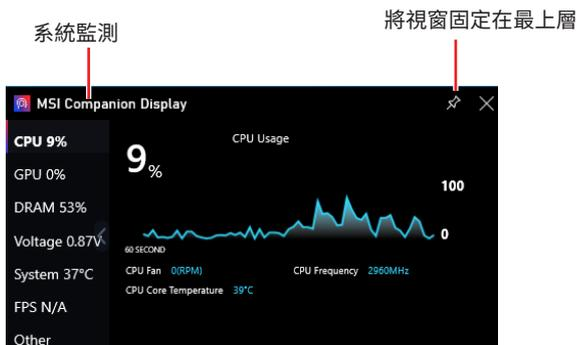 系統監測
將視窗固定在最上層
MSI Companion Display
CPU 9%
GPU 0%
DRAM 53%
Voltage 0.87V
System 37°C
FPS N/A
Other
CPU Usage
9%
100
0
60 SECOND
CPU Fan 0(RPM)
CPU Frequency 2960MHz
CPU Core Temperature 39°C